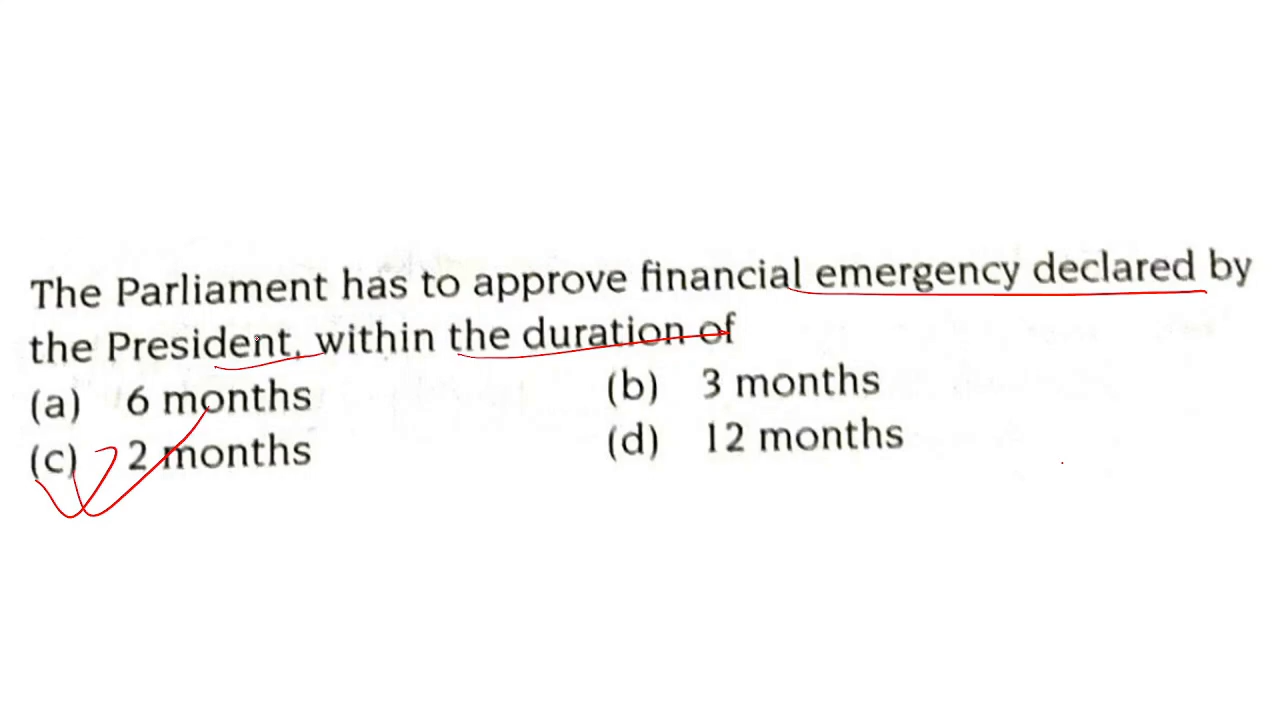 The Parliament has to approve financial emergency declared by
the President, within the duration of
(a) 6 months (b) 3 months
(c) 2 months (d) 12 months